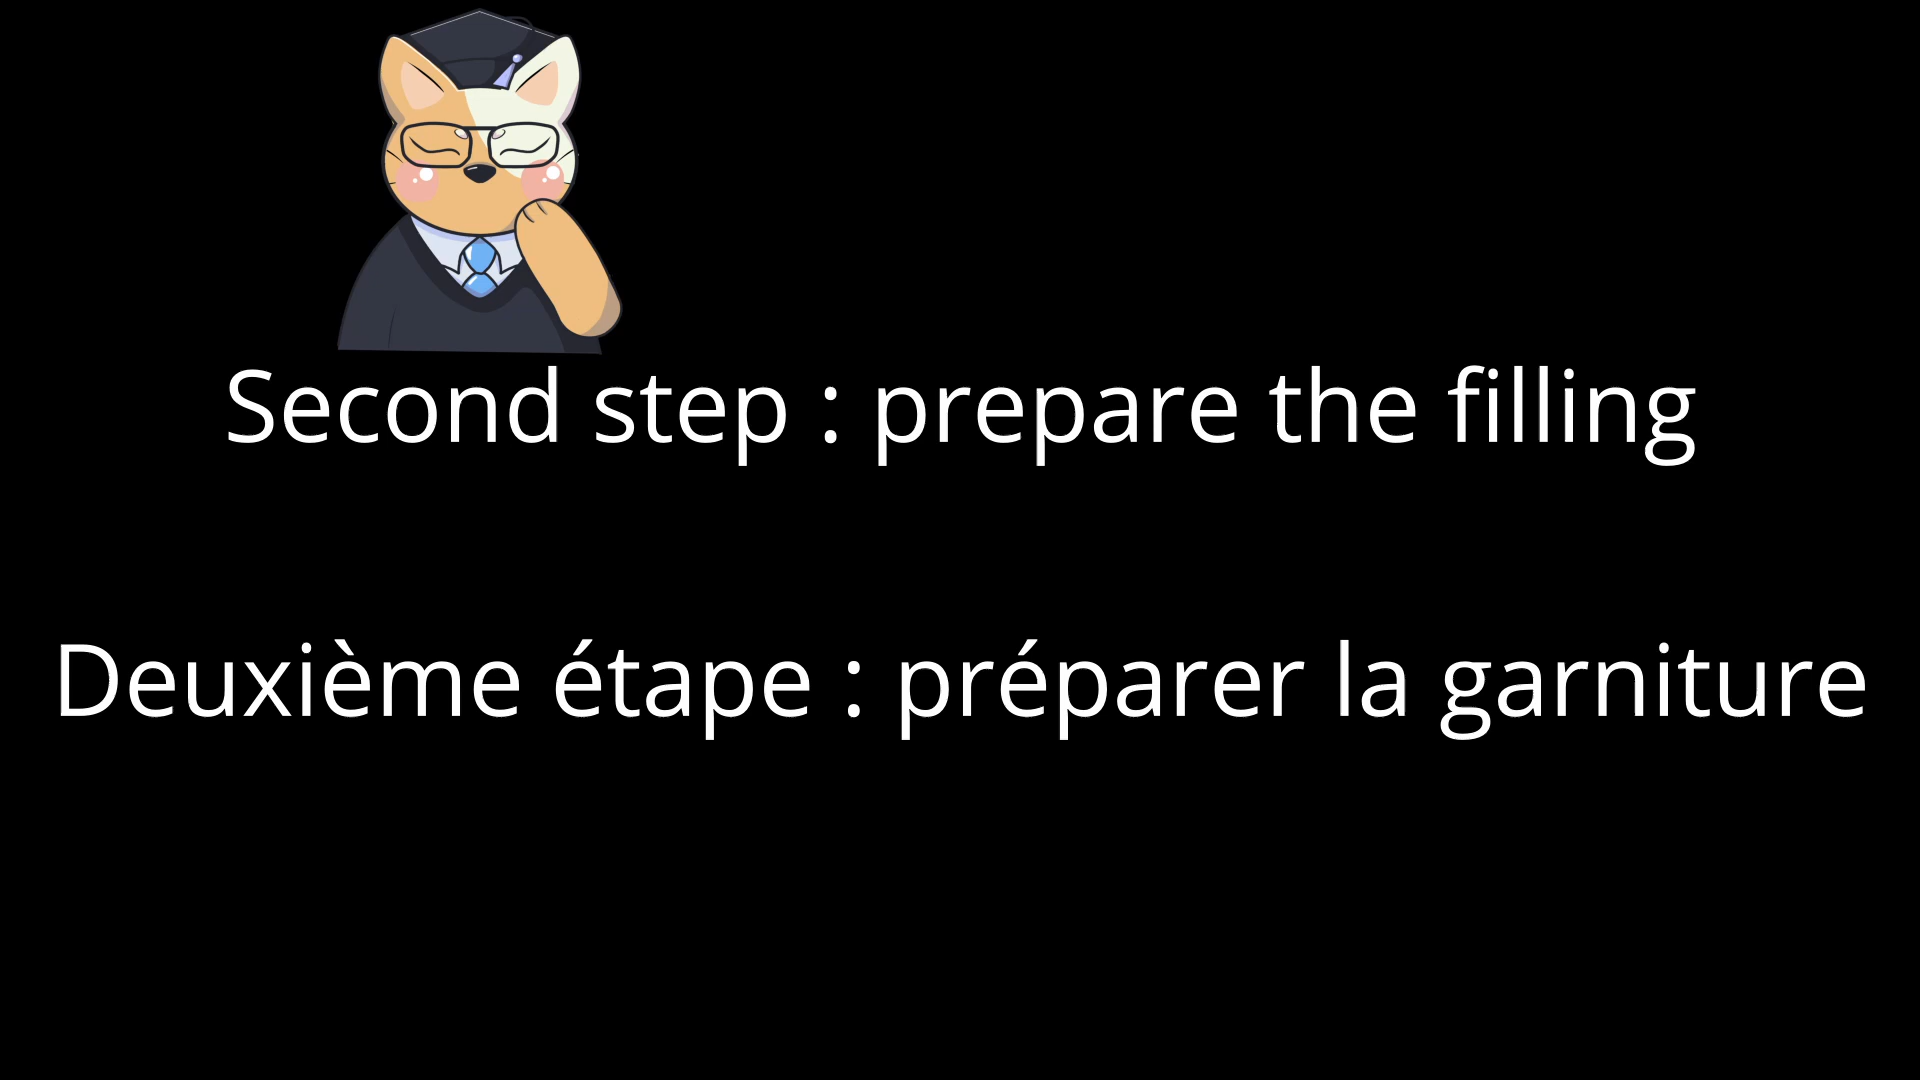 Second step : prepare the filling
Deuxième étape : préparer la garniture